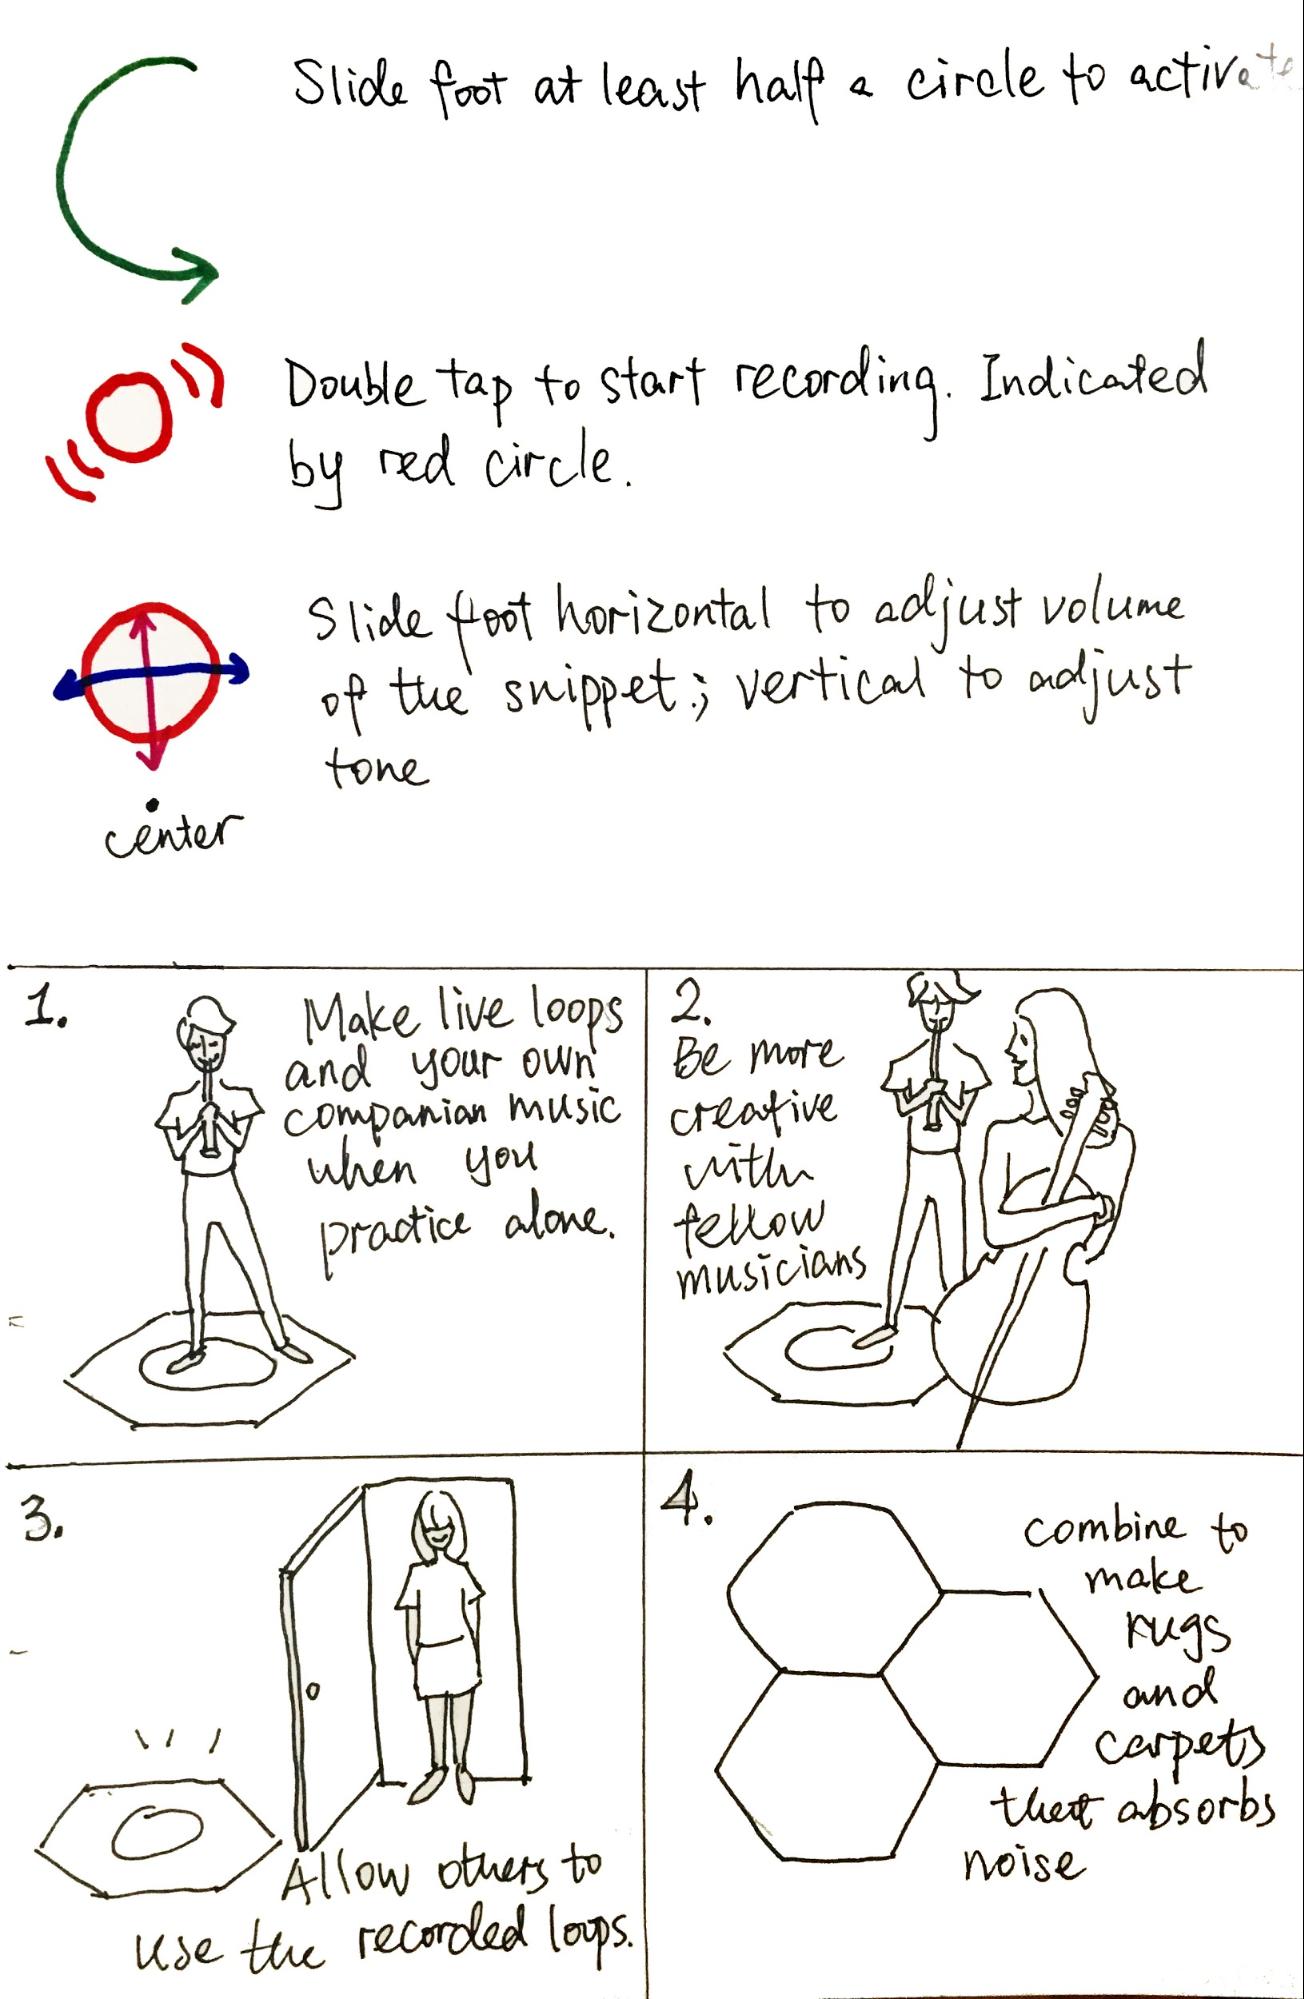 Slide foot at least half a circle to activate
Double tap to start recording. Indicated
by red circle.
Slide foot horizontal to adjust volume
of the snippet; vertical to adjust
tone
center
1.
Make live loops
and your own
companian music
when you
practice alone.
2.
Be more
creative
with
fellow
musicians
3.
Allow others to
use the recorded loops.
4.
combine to
make
rugs
and
carpets
that absorbs
noise